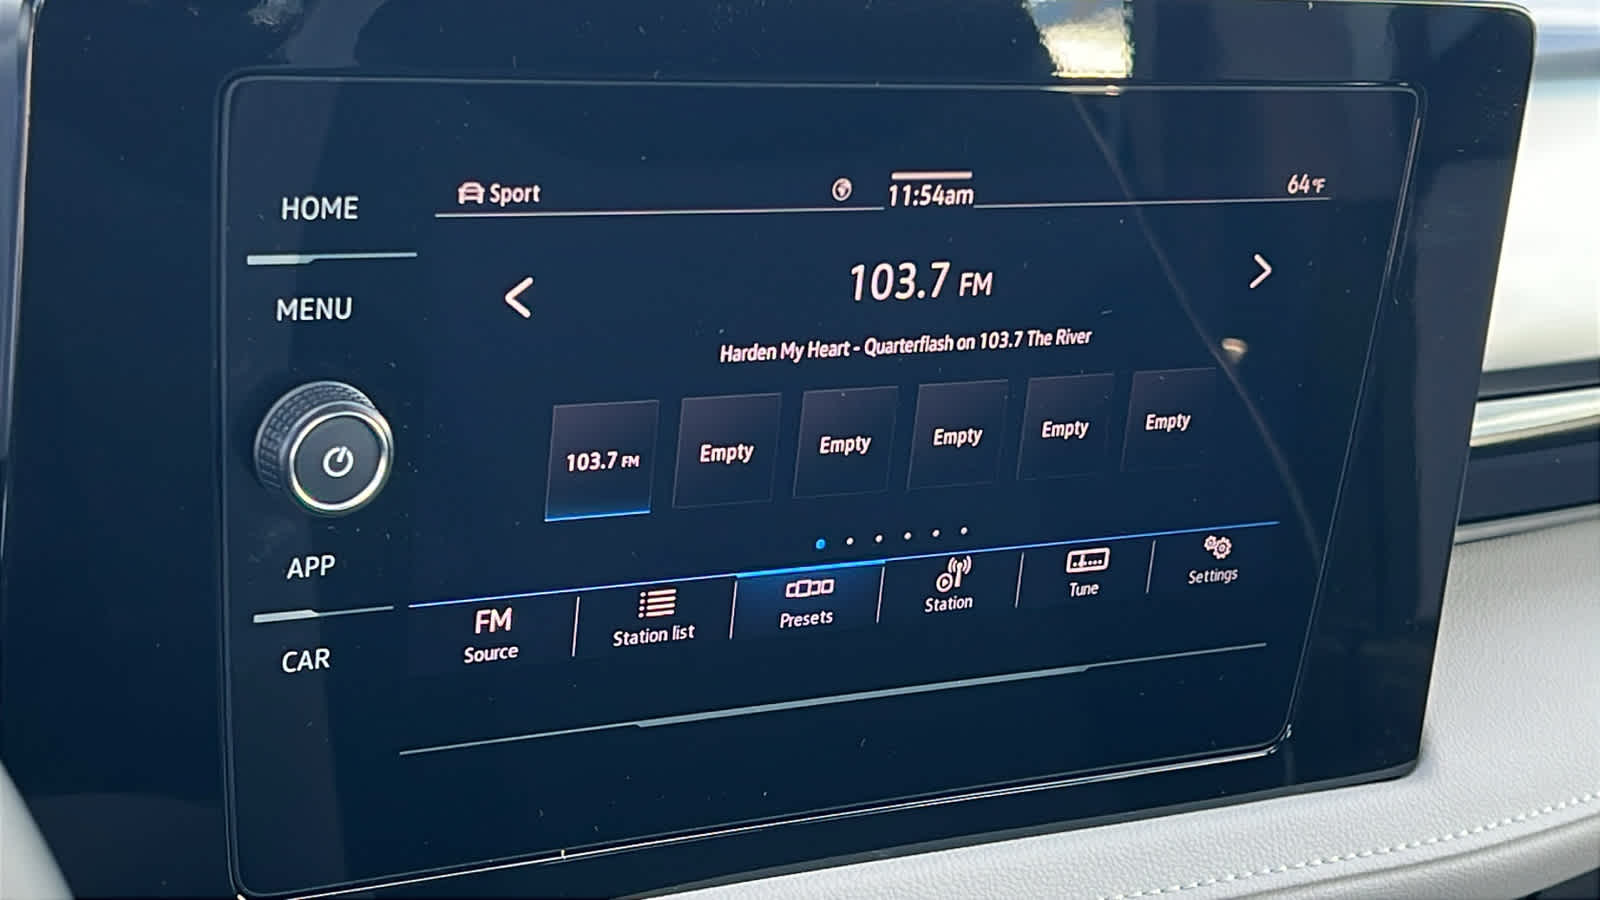 HOME
MENU
APP
CAR
Sport
11:54am
64°F
103.7 FM
Harden My Heart - Quarterflash on 103.7 The River
103.7 FM
Empty
Empty
Empty
Empty
Empty
FM
Source
Station list
Presets
Station
Tune
Settings